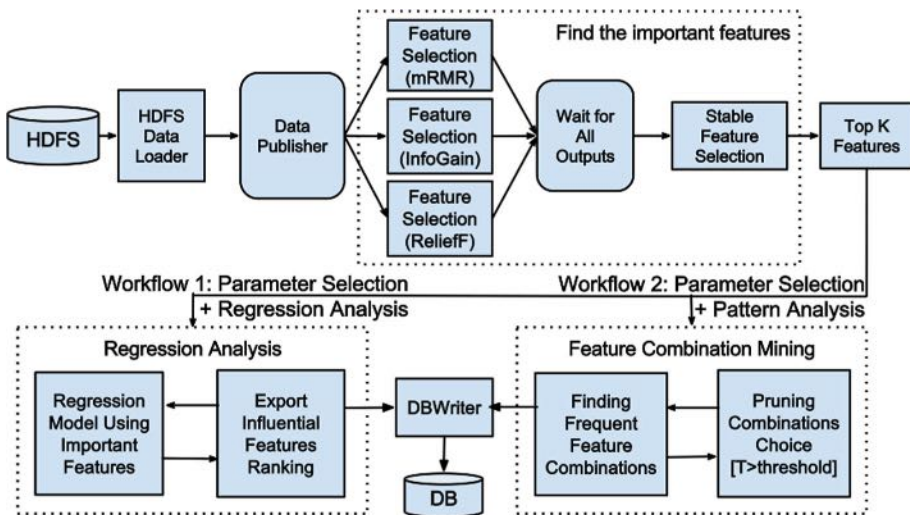 Find the important features
HDFS
HDFS
Data
Loader
Data
Publisher
Feature
Selection
(mRMR)
Feature
Selection
(InfoGain)
Feature
Selection
(ReliefF)
Wait for
All
Outputs
Stable
Feature
Selection
Top K
Features
Workflow 1: Parameter Selection
+ Regression Analysis
Workflow 2: Parameter Selection
+ Pattern Analysis
Regression Analysis
Regression
Model Using
Important
Features
Export
Influential
Features
Ranking
DBWriter
DB
Feature Combination Mining
Finding
Frequent
Feature
Combinations
Pruning
Combinations
Choice
[T>threshold]